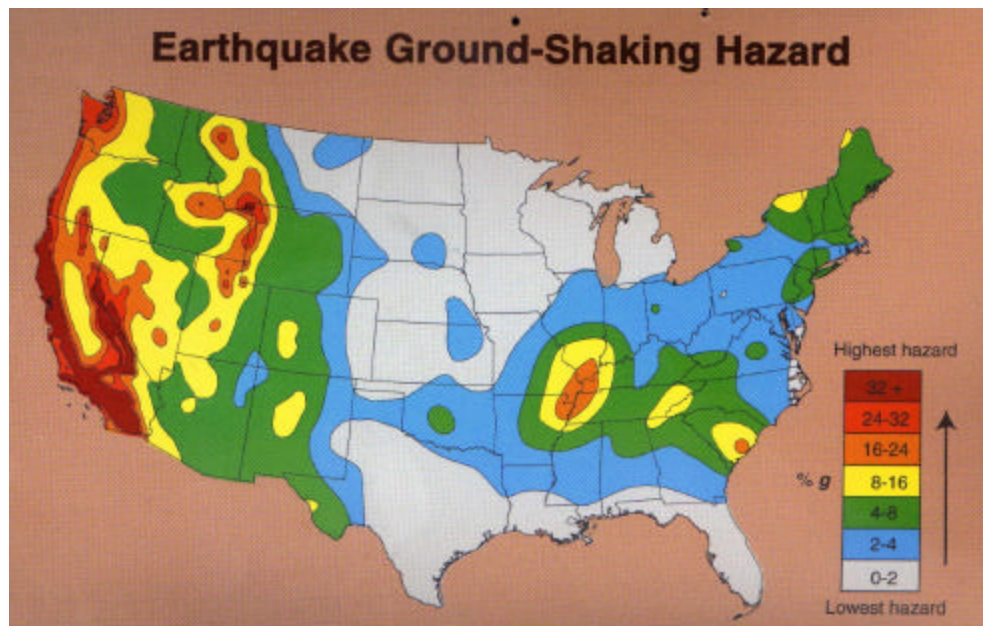 Earthquake Ground-Shaking Hazard
Highest hazard
32 +
24-32
16-24
% g
8-16
4-8
2-4
0-2
Lowest hazard